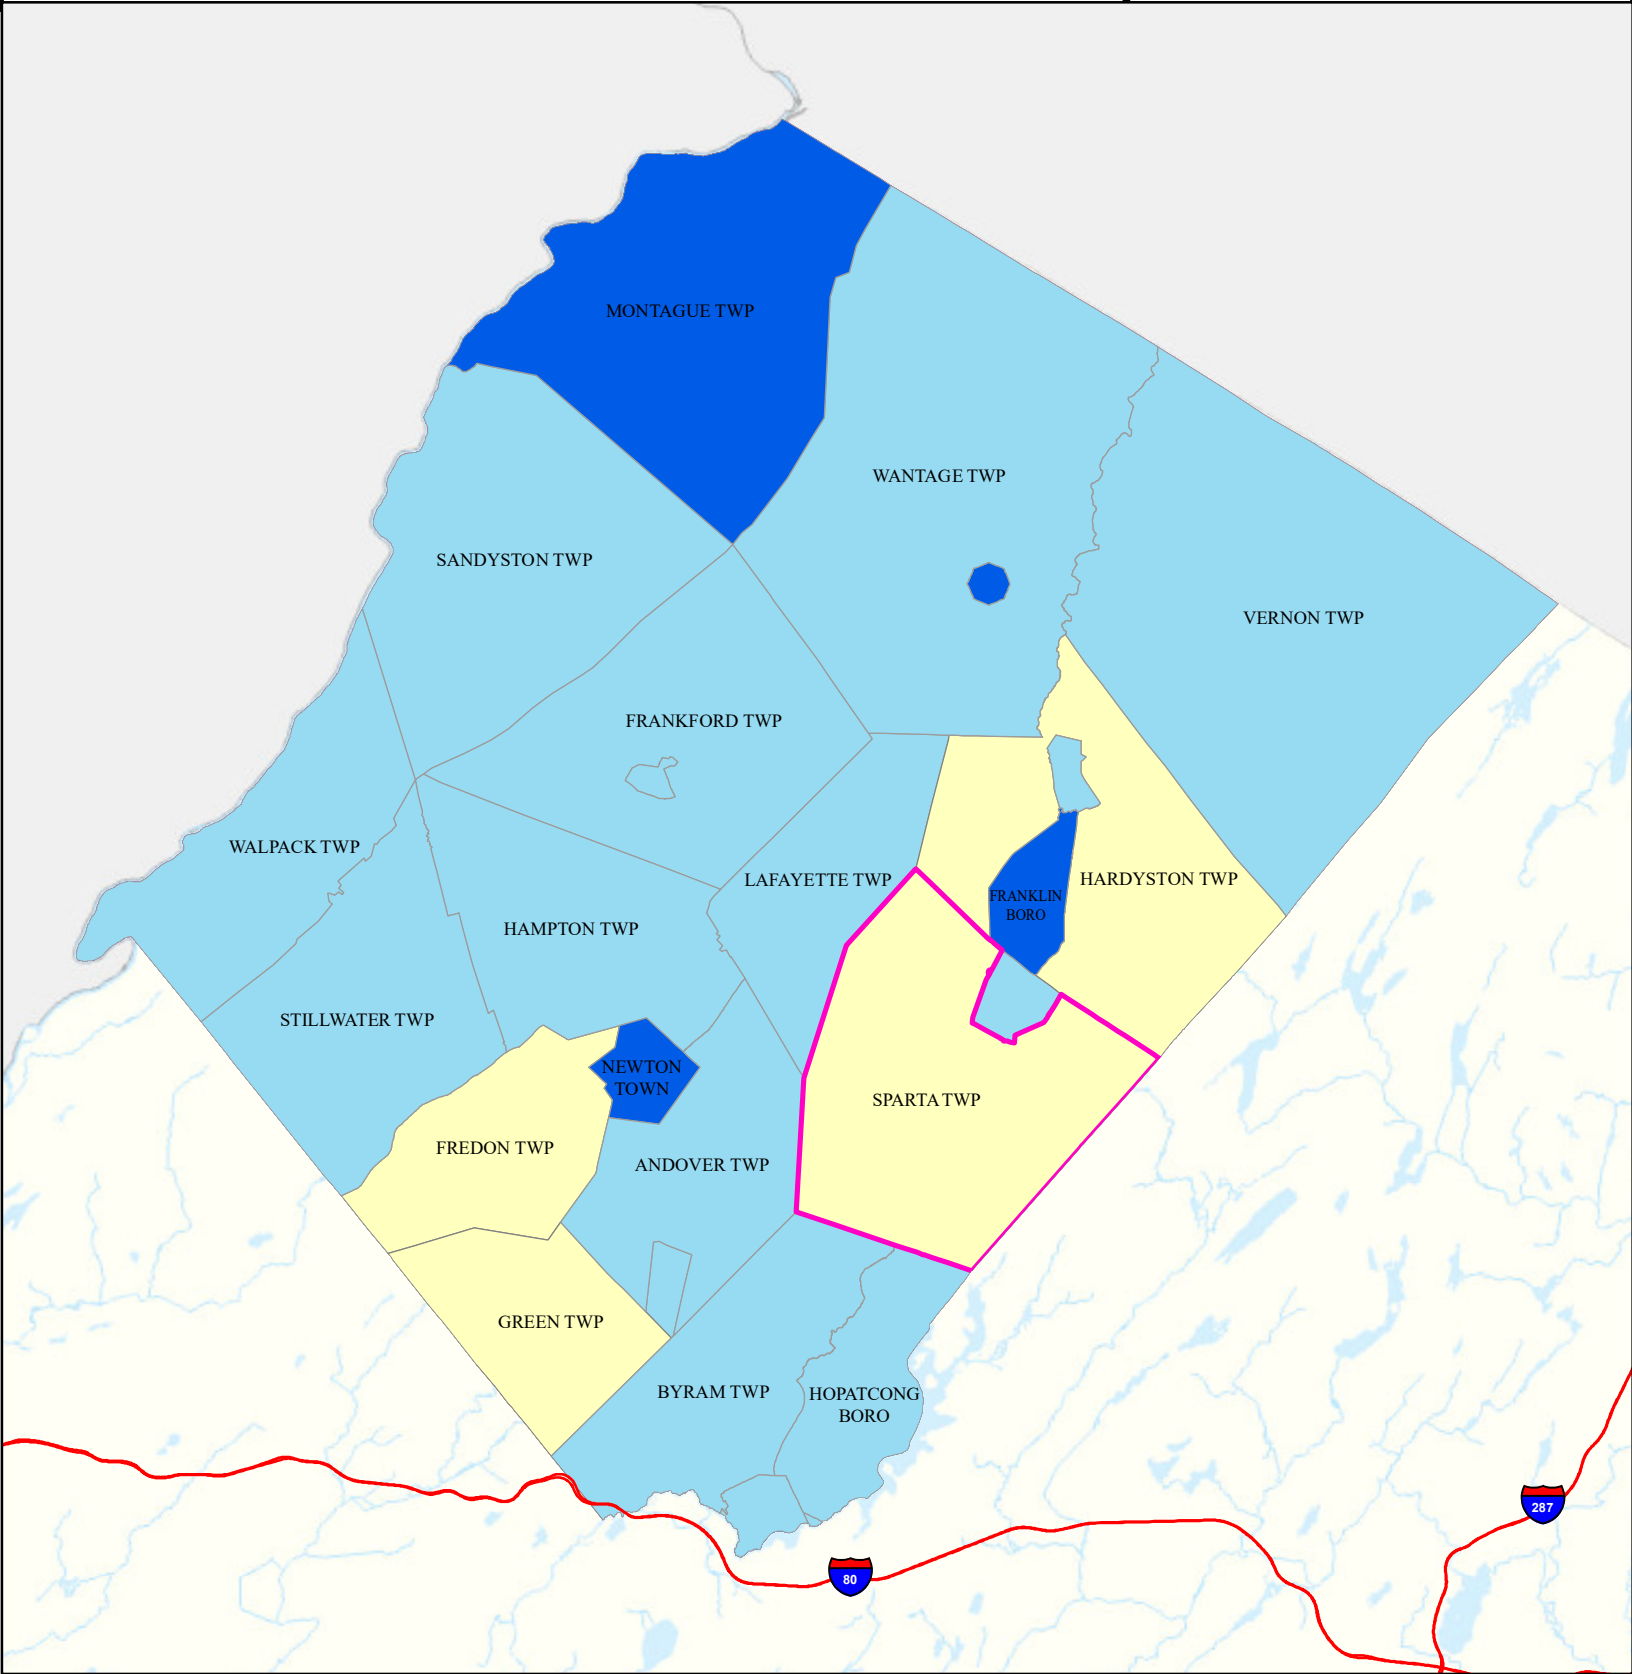 MONTAGUE TWP
WANTAGE TWP
SANDYSTON TWP
VERNON TWP
FRANKFORD TWP
WALPACK TWP
LAFAYETTE TWP
HARDYSTON TWP
FRANKLIN
BORO
HAMPTON TWP
STILLWATER TWP
NEWTON
TOWN
SPARTA TWP
FREDON TWP
ANDOVER TWP
GREEN TWP
BYRAM TWP
HOPATCONG
BORO
287
80